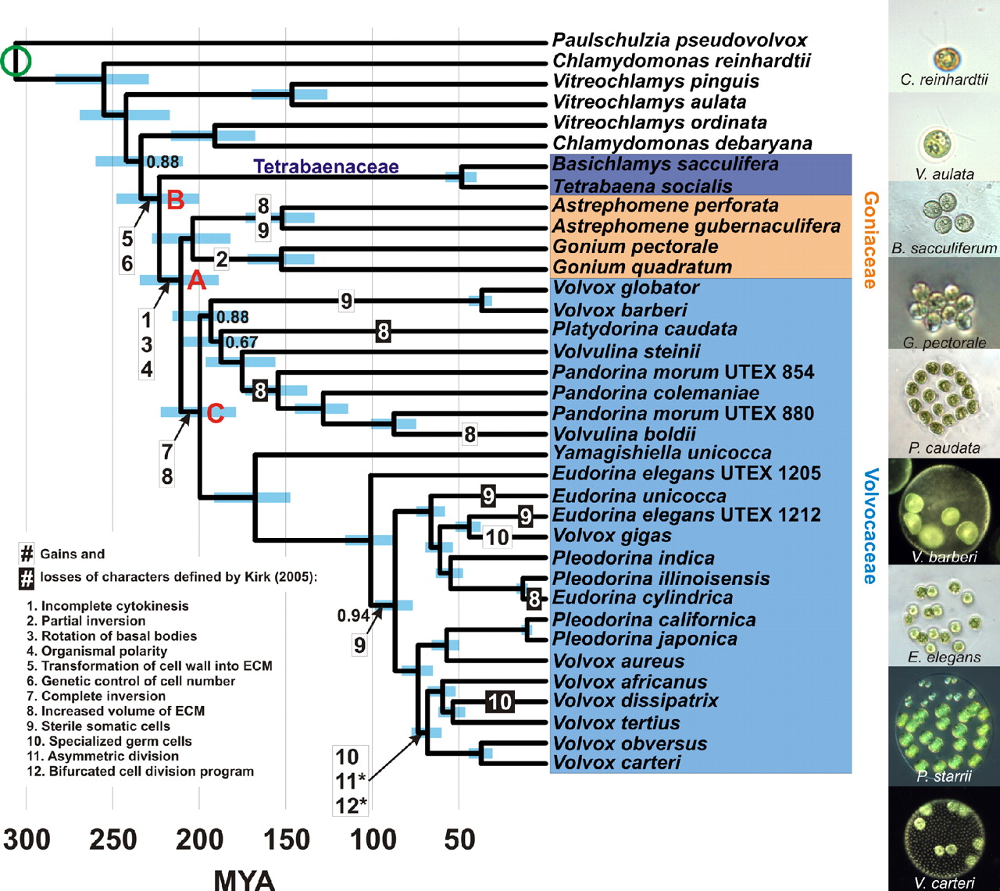 Paulschulzia pseudovolvox
Chlamydomonas reinhardtii
Vitreochlamys pinguis
Vitreochlamys aulata
Vitreochlamys ordinata
Chlamydomonas debaryana
0.88
Tetrabaenaceae
Basichlamys sacculifera
Tetrabaena socialis
B
5
6
8
9
Astrephomene perforata
Astrephomene gubernaculifera
2
Gonium pectorale
Gonium quadratum
A
1
3
4
9
Volvox globator
Volvox barberi
0.88
8
Platydorina caudata
0.67
Volvulina steinii
Pandorina morum UTEX 854
8
Pandorina colemaniae
Pandorina morum UTEX 880
8
Volvulina boldii
C
7
8
Yamagishiella unicocca
Eudorina elegans UTEX 1205
9
Eudorina unicocca
9
Eudorina elegans UTEX 1212
10
Volvox gigas
Pleodorina indica
Pleodorina illinoisensis
8
Eudorina cylindrica
0.94
9
Pleodorina californica
Pleodorina japonica
Volvox aureus
Volvox africanus
10
Volvox dissipatrix
Volvox tertius
Volvox obversus
Volvox carteri
10
11*
12*
Goniaceae
Volvocaceae
# Gains and
# losses of characters defined by Kirk (2005):
1. Incomplete cytokinesis
2. Partial inversion
3. Rotation of basal bodies
4. Organismal polarity
5. Transformation of cell wall into ECM
6. Genetic control of cell number
7. Complete inversion
8. Increased volume of ECM
9. Sterile somatic cells
10. Specialized germ cells
11. Asymmetric division
12. Bifurcated cell division program
300 250 200 150 100 50
MYA
C. reinhardtii
V. aulata
B. sacculiferum
G. pectorale
P. caudata
V. barberi
E. elegans
P. starrii
V. carteri